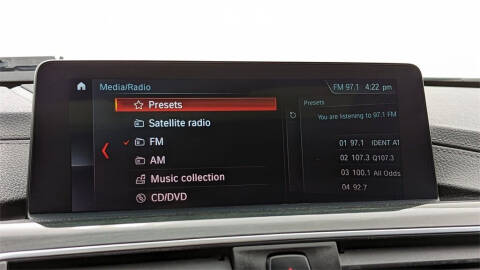 Media/Radio
FM 97.1 4:22 pm
Presets
Satellite radio
FM
AM
Music collection
CD/DVD
Presets
You are listening to 97.1 FM
01 97.1 IDENT AT
02 107.3 Q107.3
03 100.1 All Odds
04 92.7